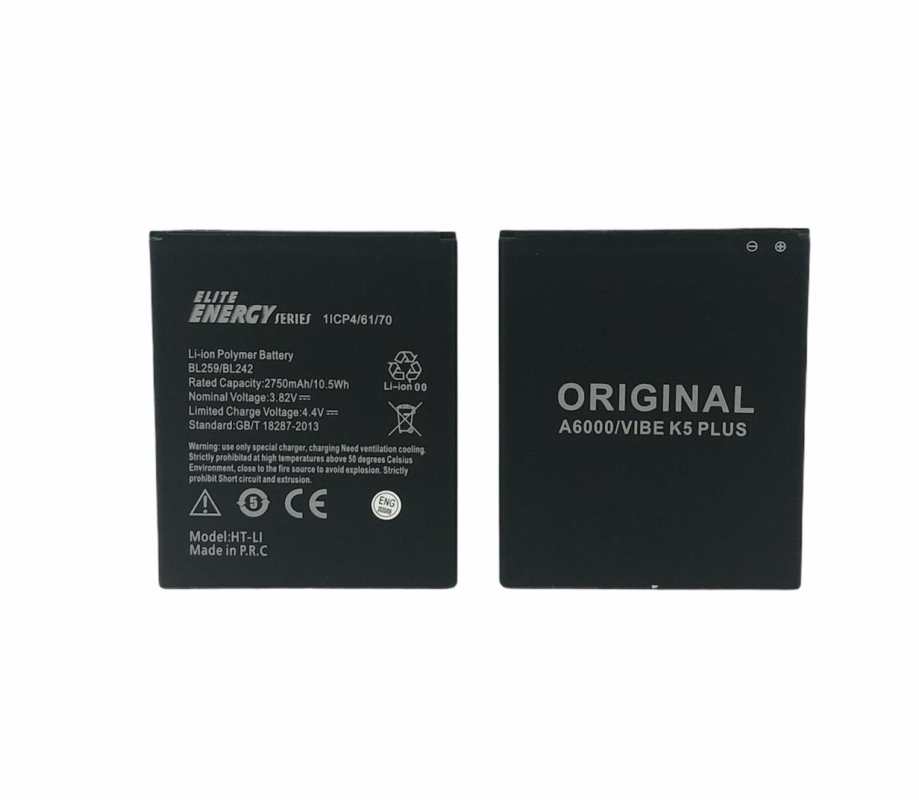 ELITE
ENERGY SERIES 1ICP4/61/70
Li-ion Polymer Battery
BL259/BL242
Rated Capacity:2750mAh/10.5Wh
Nominal Voltage:3.82V⎓
Limited Charge Voltage:4.4V⎓
Standard:GB/T 18287-2013
Li-ion 00
Warning: use only special charger, charging Need ventilation cooling.
Strictly prohibited at high temperatures above 50 degrees Celsius
Environment, close to the fire source to avoid explosion. Strictly
prohibit Short circuit and extrusion.
5
CE
ENG
Model:HT-LI
Made in P.R.C
⊖ ⊕
ORIGINAL
A6000/VIBE K5 PLUS